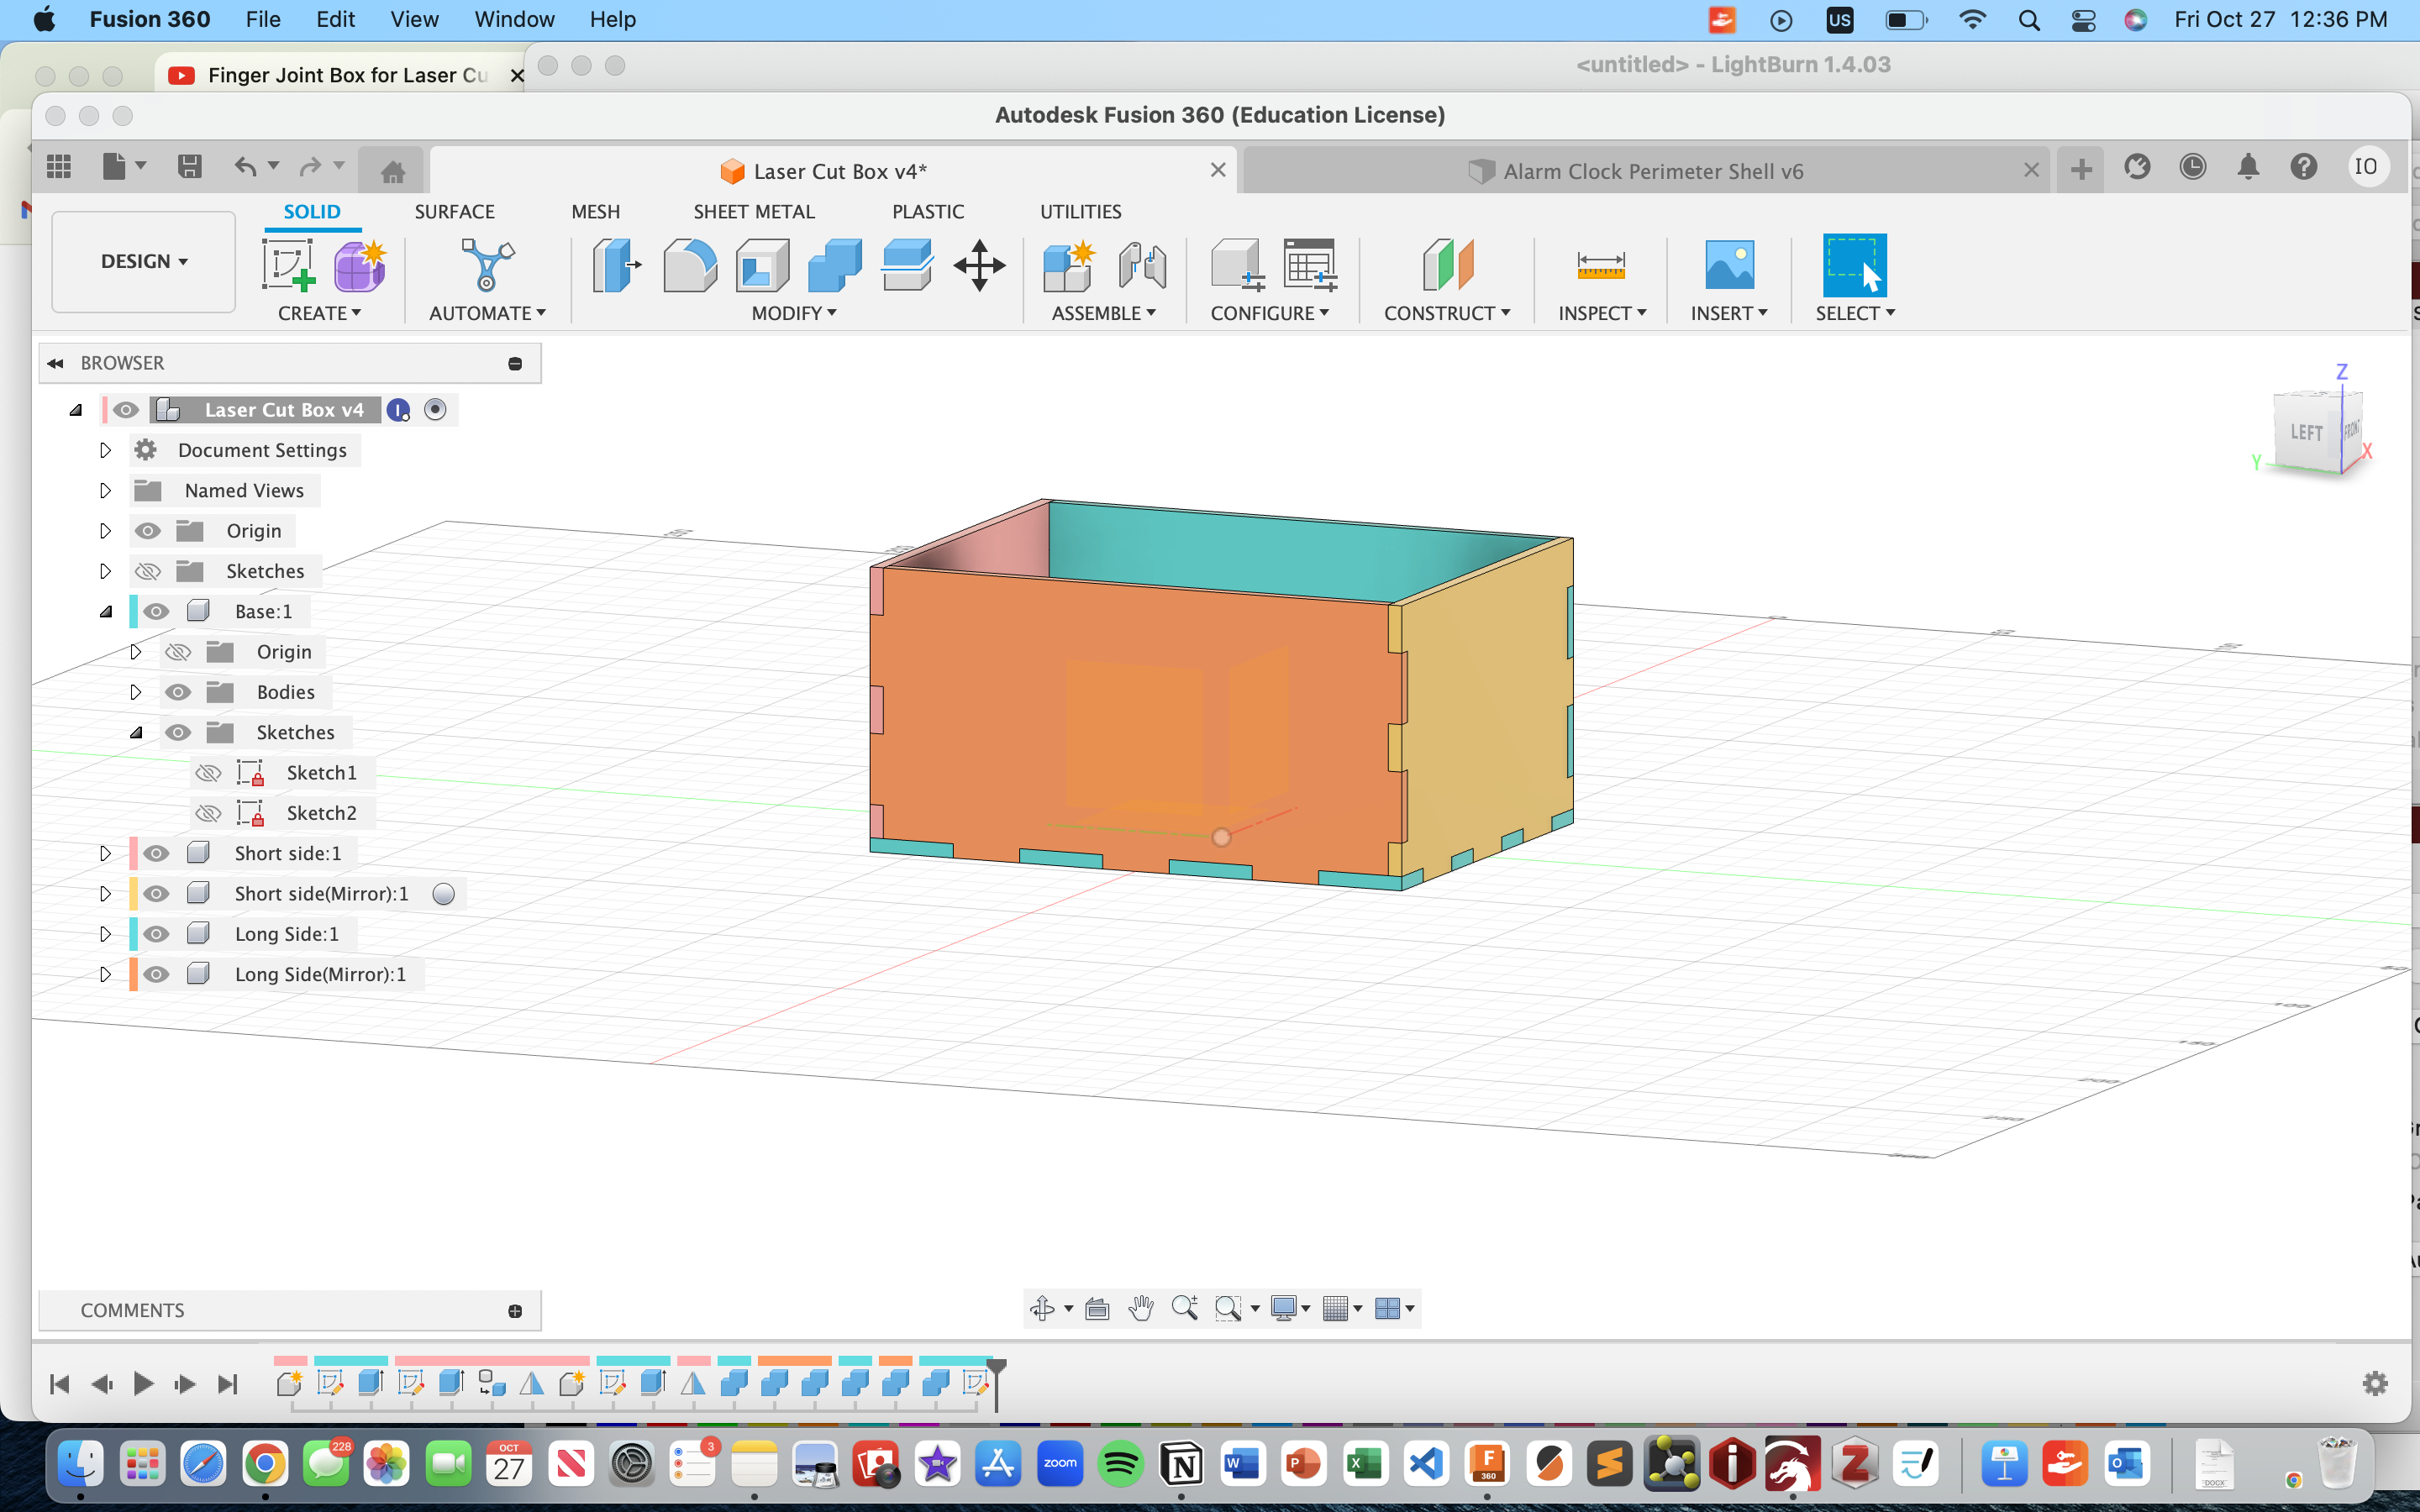 Fusion 360 File Edit View Window Help US Fri Oct 27 12:36 PM
Finger Joint Box for Laser Cu
<untitled> - LightBurn 1.4.03
Autodesk Fusion 360 (Education License)
Laser Cut Box v4*
Alarm Clock Perimeter Shell v6
IO
SOLID SURFACE MESH SHEET METAL PLASTIC UTILITIES
DESIGN
CREATE AUTOMATE MODIFY ASSEMBLE CONFIGURE CONSTRUCT INSPECT INSERT SELECT
BROWSER
Laser Cut Box v4
Document Settings
Named Views
Origin
Sketches
Base:1
Origin
Bodies
Sketches
Sketch1
Sketch2
Short side:1
Short side(Mirror):1
Long Side:1
Long Side(Mirror):1
Z
LEFT FRONT
Y X
COMMENTS
228
OCT
27
3
zoom
N
W
P
X
F
360
S
Z
O
DOCX